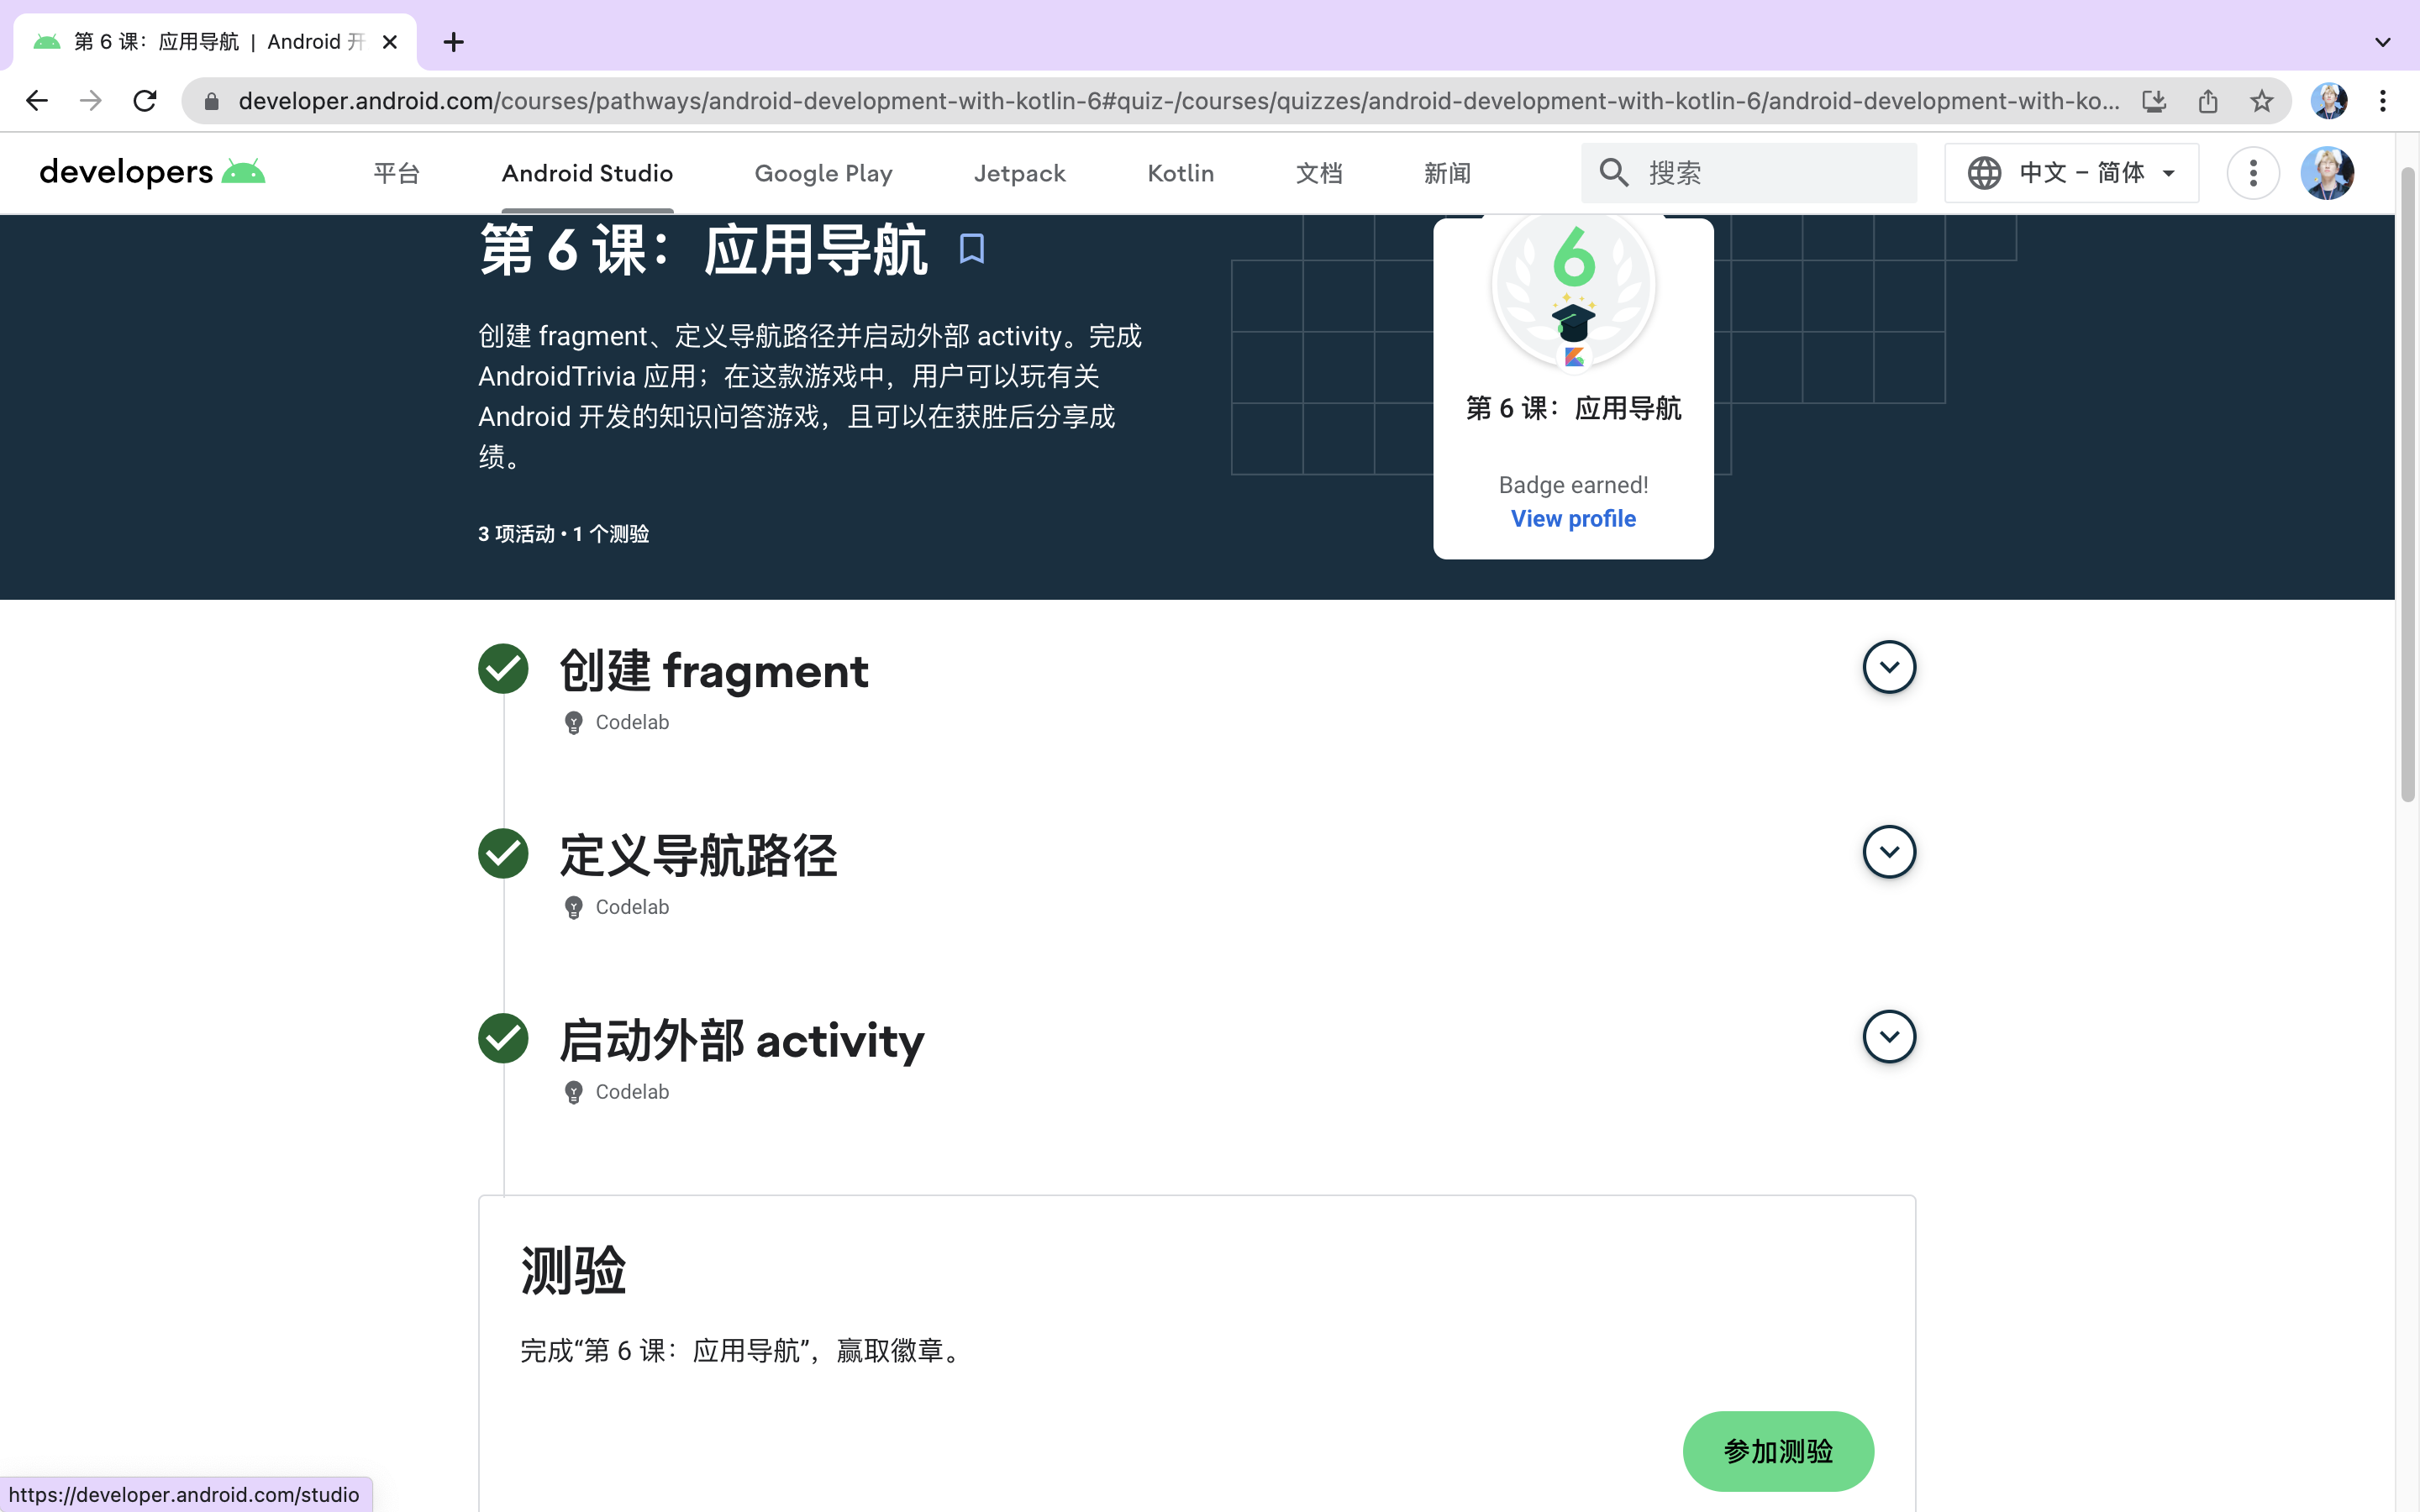 第 6 课：应用导航 | Android 开
developer.android.com/courses/pathways/android-development-with-kotlin-6#quiz-/courses/quizzes/android-development-with-kotlin-6/android-development-with-ko...
developers 平台 Android Studio Google Play Jetpack Kotlin 文档 新闻 搜索 中文 – 简体
第 6 课：应用导航
创建 fragment、定义导航路径并启动外部 activity。完成
AndroidTrivia 应用；在这款游戏中，用户可以玩有关
Android 开发的知识问答游戏，且可以在获胜后分享成
绩。
3 项活动 • 1 个测验
6
第 6 课：应用导航
Badge earned!
View profile
创建 fragment
Codelab
定义导航路径
Codelab
启动外部 activity
Codelab
测验
完成“第 6 课：应用导航”，赢取徽章。
参加测验
https://developer.android.com/studio